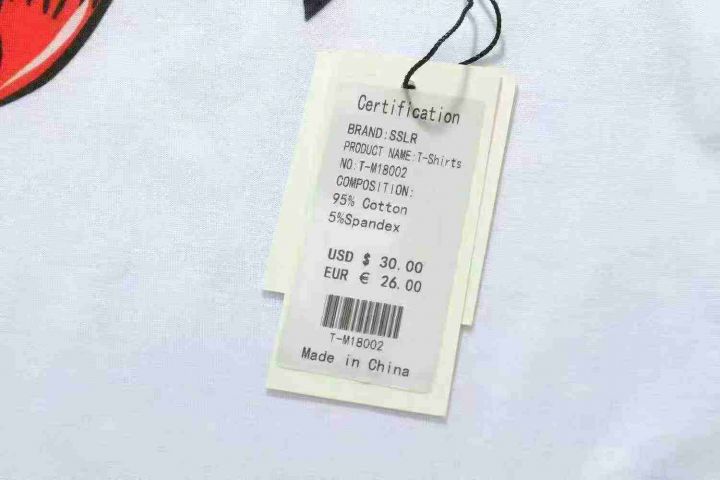 Certification
BRAND:SSLR
PRODUCT NAME:T-Shirts
NO:T-M18002
COMPOSITION:
95% Cotton
5%Spandex
USD $ 30.00
EUR € 26.00
T-M18002
Made in China